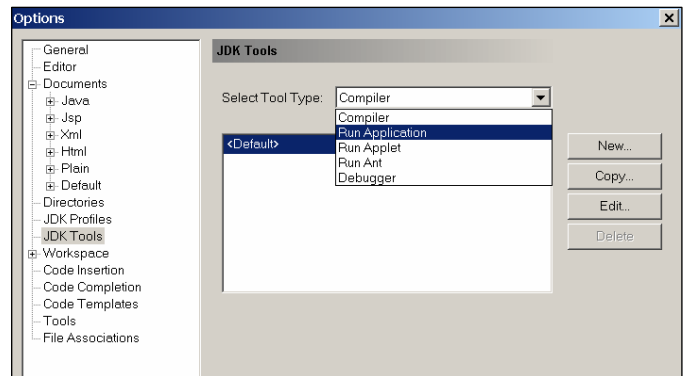 Options
General
Editor
Documents
Java
Jsp
Xml
Html
Plain
Default
Directories
JDK Profiles
JDK Tools
Workspace
Code Insertion
Code Completion
Code Templates
Tools
File Associations
JDK Tools
Select Tool Type: Compiler
Compiler
Run Application
Run Applet
Run Ant
Debugger
<Default>
New...
Copy...
Edit...
Delete